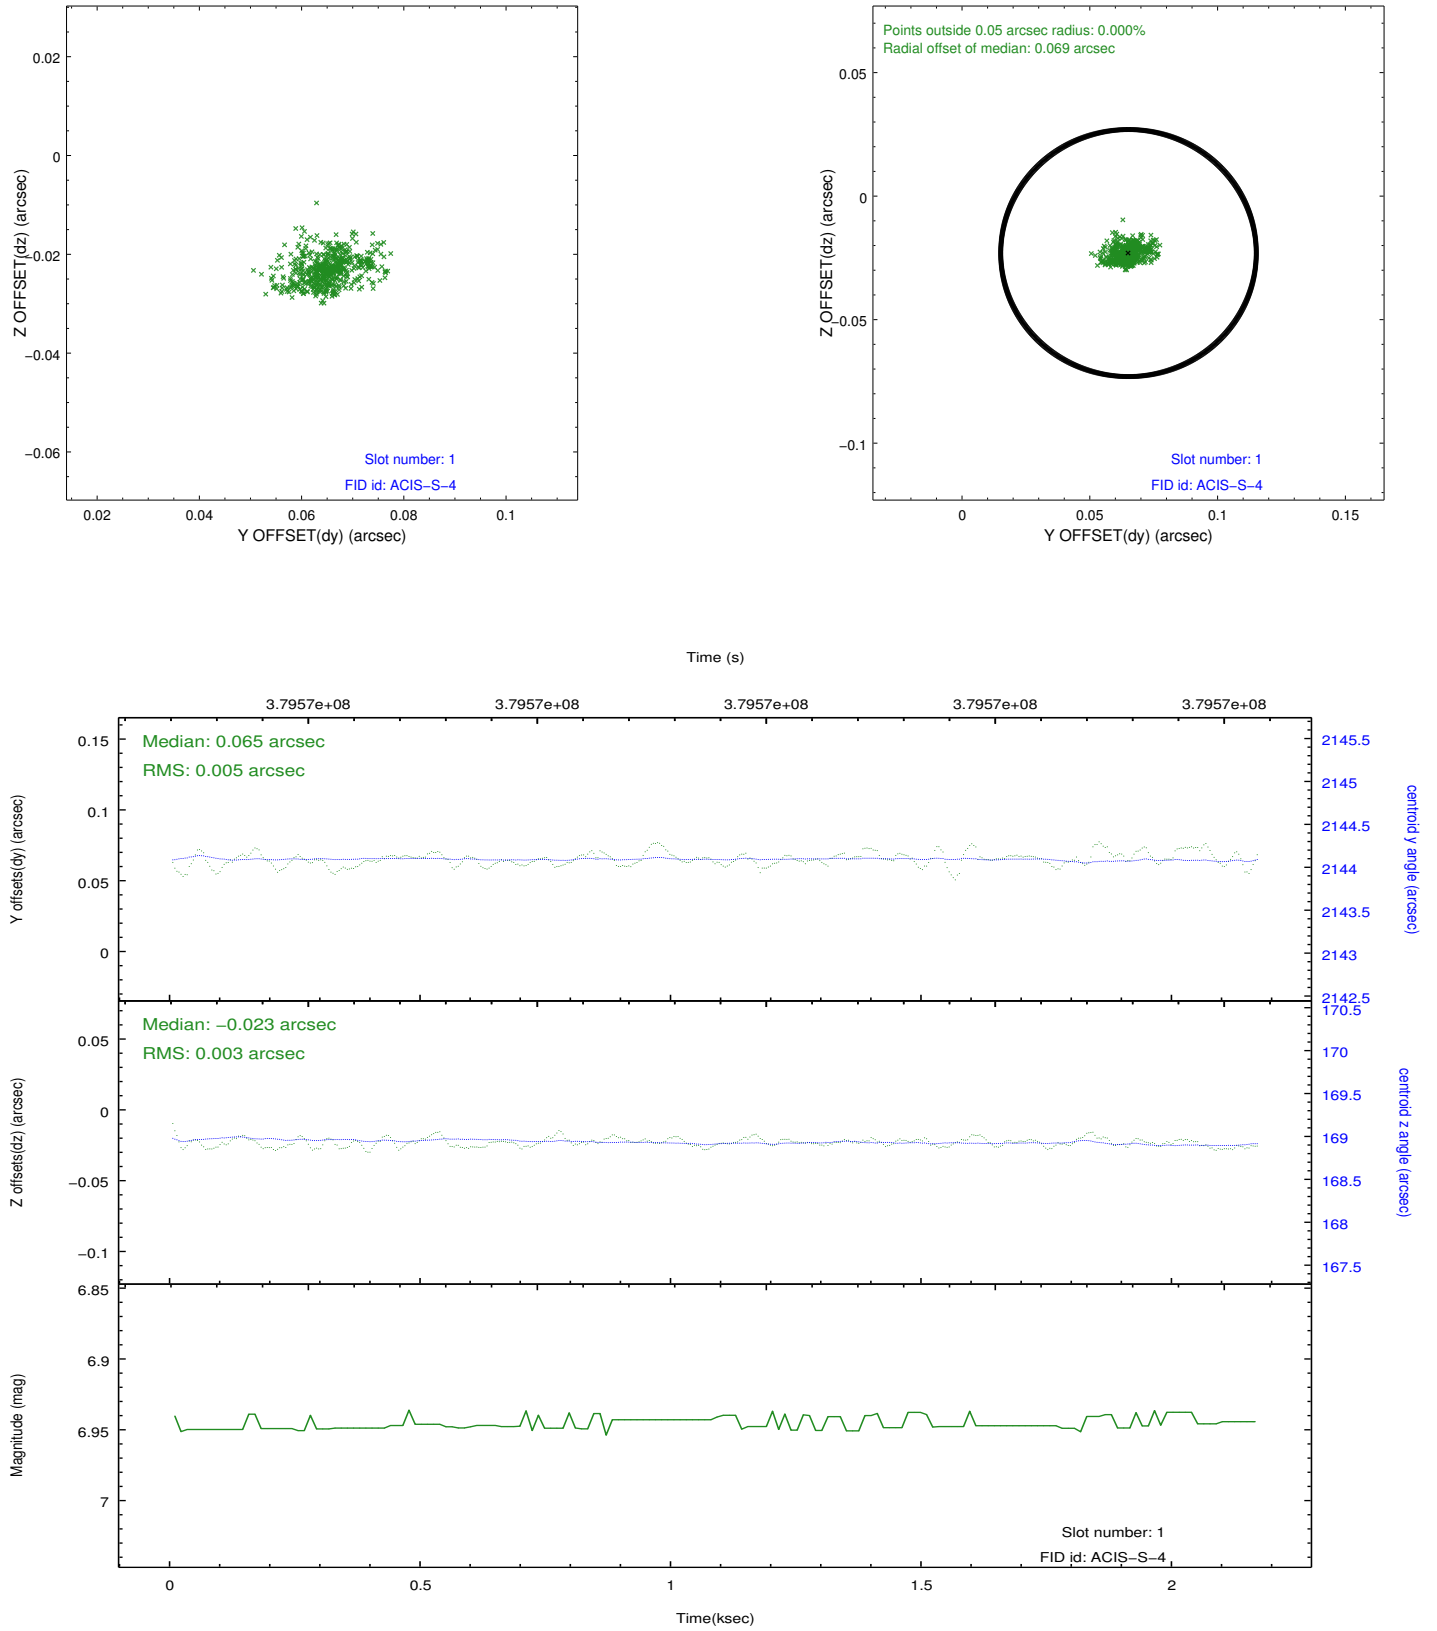 0.02
0
−0.02
−0.04
−0.06
Z OFFSET(dz) (arcsec)
Slot number: 1
FID id: ACIS−S−4
0.02
0.04
0.06
0.08
0.1
Y OFFSET(dy) (arcsec)
Points outside 0.05 arcsec radius: 0.000%
Radial offset of median: 0.069 arcsec
0.05
0
−0.05
−0.1
Z OFFSET(dz) (arcsec)
Slot number: 1
FID id: ACIS−S−4
0
0.05
0.1
0.15
Y OFFSET(dy) (arcsec)
Time (s)
3.7957e+08
3.7957e+08
3.7957e+08
3.7957e+08
3.7957e+08
Median: 0.065 arcsec
RMS: 0.005 arcsec
0.15
0.1
0.05
0
Y offsets(dy) (arcsec)
2145.5
2145
2144.5
2144
2143.5
2143
2142.5
centroid y angle (arcsec)
Median: −0.023 arcsec
RMS: 0.003 arcsec
0.05
0
−0.05
−0.1
Z offsets(dz) (arcsec)
170.5
170
169.5
169
168.5
168
167.5
centroid z angle (arcsec)
6.85
6.9
6.95
7
Magnitude (mag)
Slot number: 1
FID id: ACIS−S−4
0
0.5
1
1.5
2
Time(ksec)